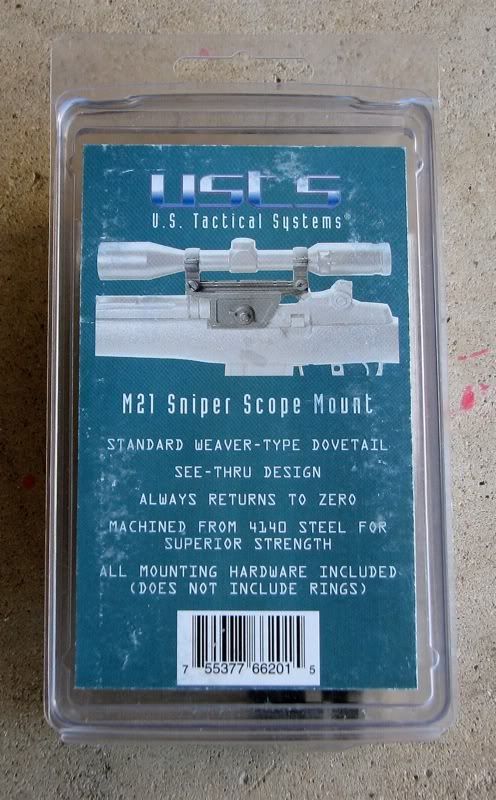 usts
U.S. Tactical Systems®
M21 Sniper Scope Mount
STANDARD WEAVER-TYPE DOVETAIL
SEE-THRU DESIGN
ALWAYS RETURNS TO ZERO
MACHINED FROM 4140 STEEL FOR
SUPERIOR STRENGTH
ALL MOUNTING HARDWARE INCLUDED
(DOES NOT INCLUDE RINGS)
7 55377 66201 5